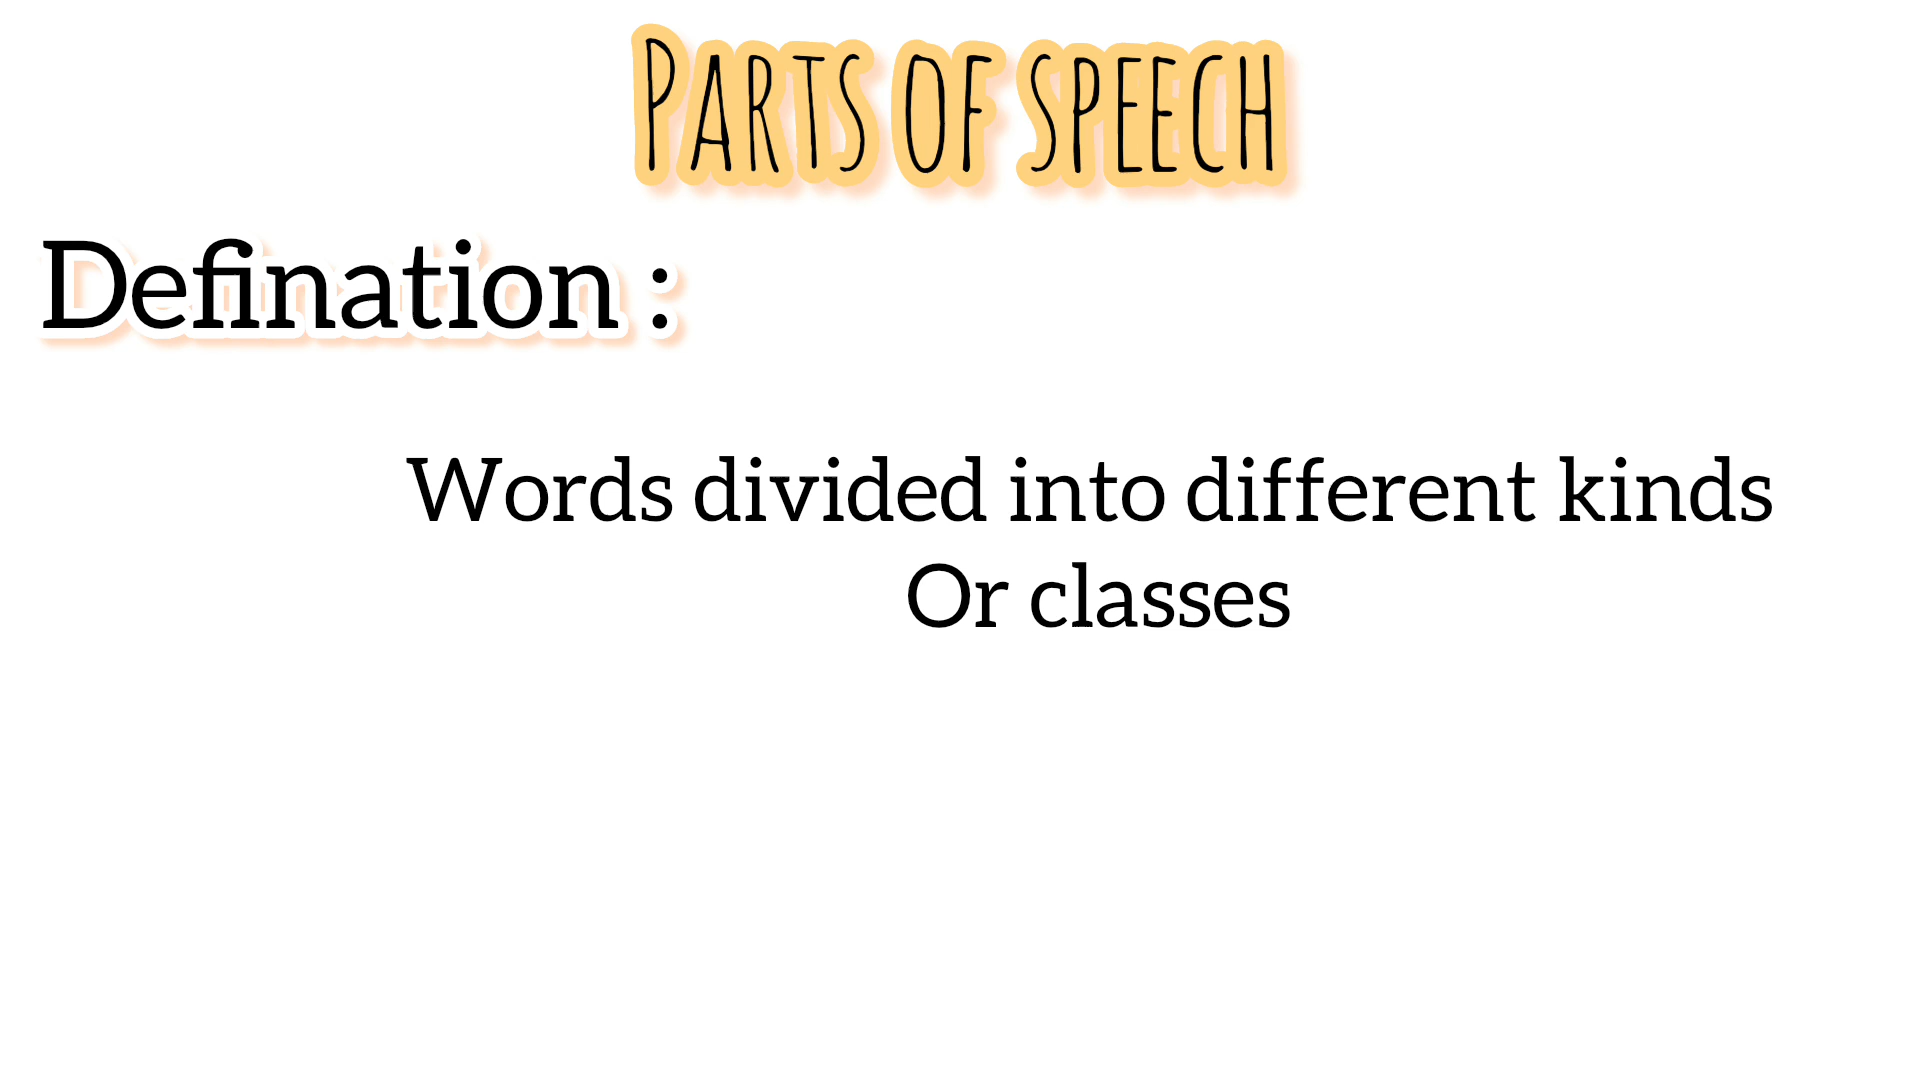 Parts of speech
Defination :
Words divided into different kinds
Or classes